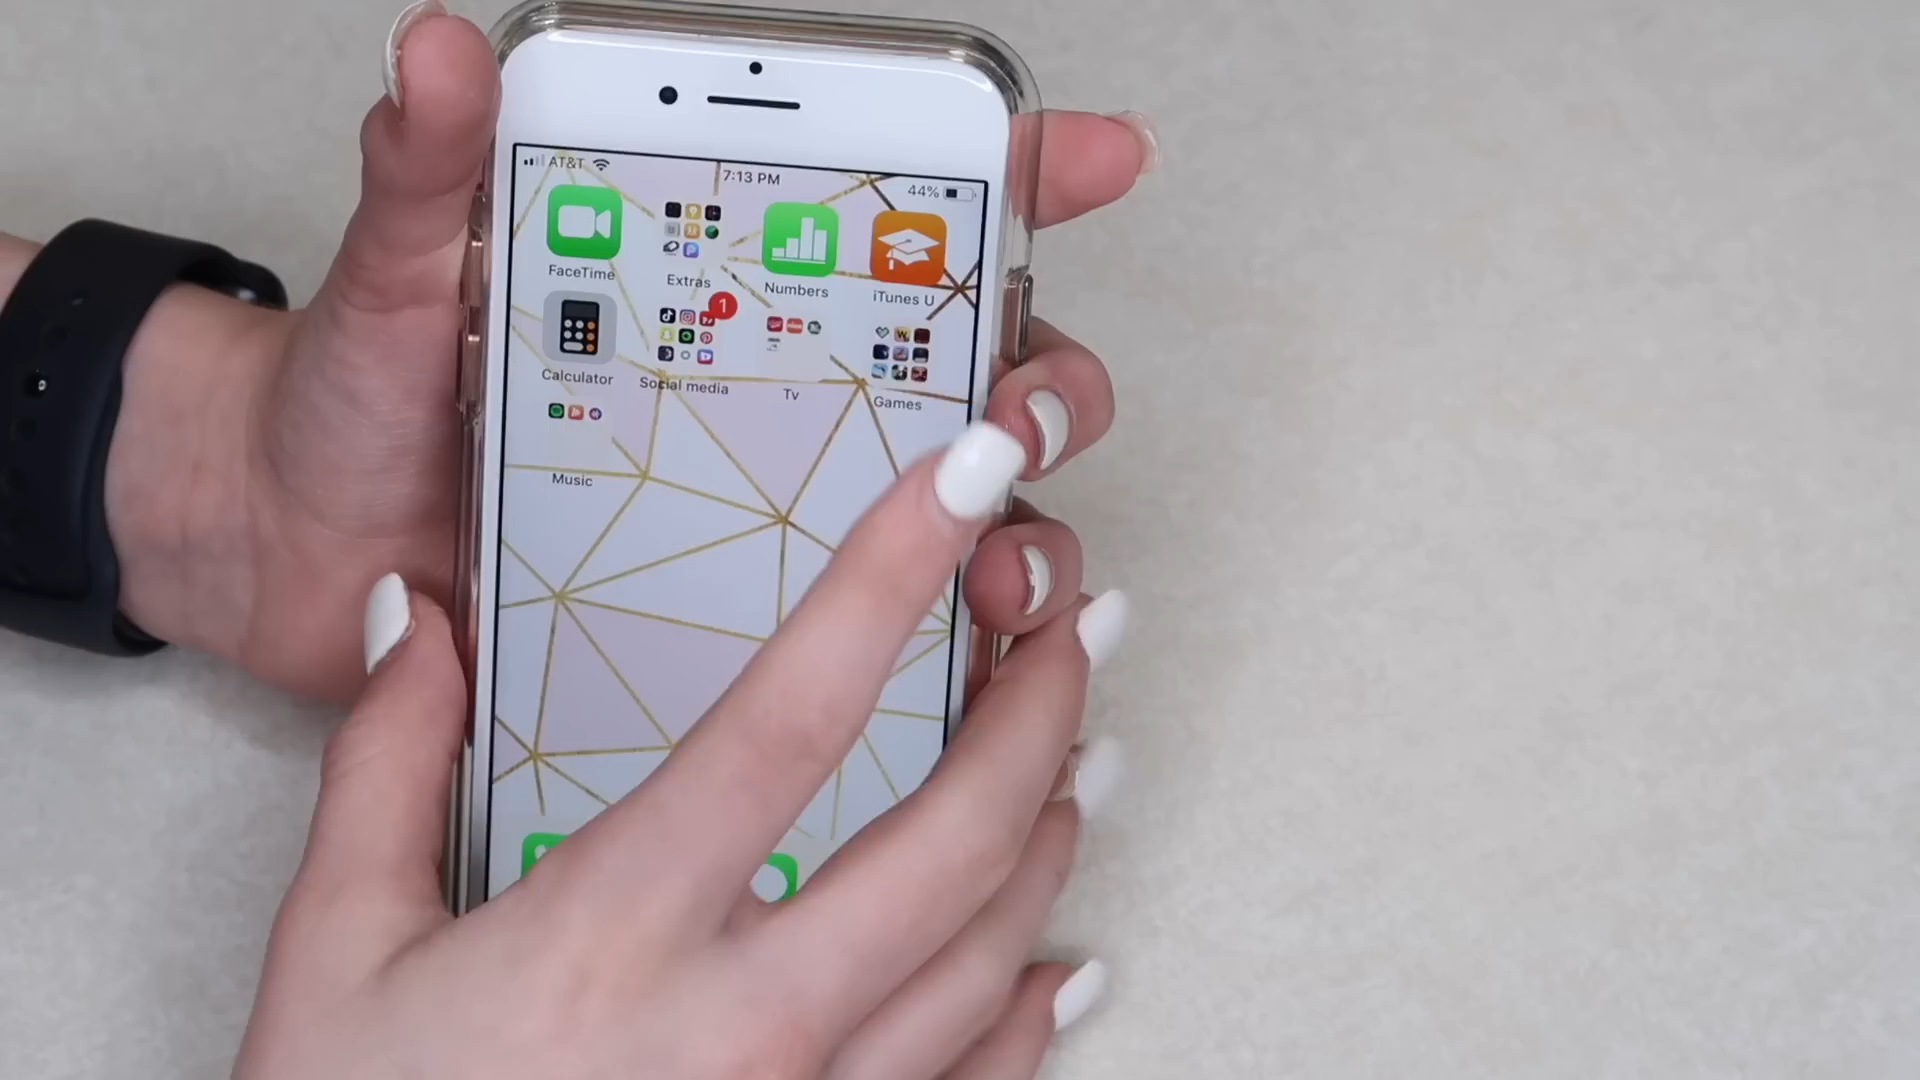 AT&T
7:13 PM
44%
FaceTime
Extras
Numbers
iTunes U
1
Calculator
Social media
Tv
Games
Music